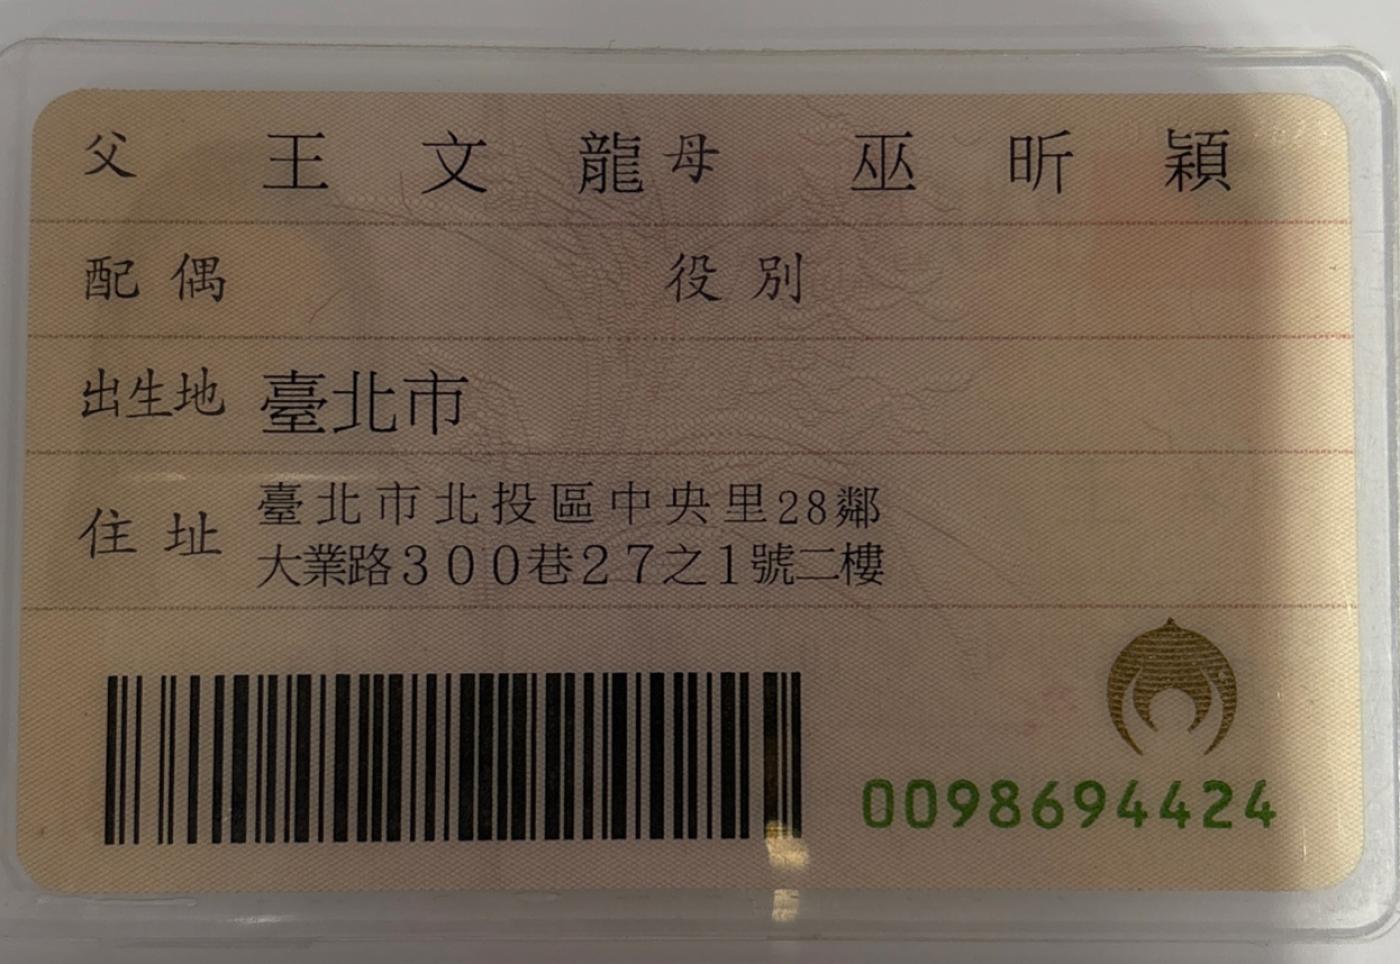 父 王文龍 母 巫昕穎
配偶 役別
出生地 臺北市
住址 臺北市北投區中央里28鄰
大業路300巷27之1號二樓
0098694424